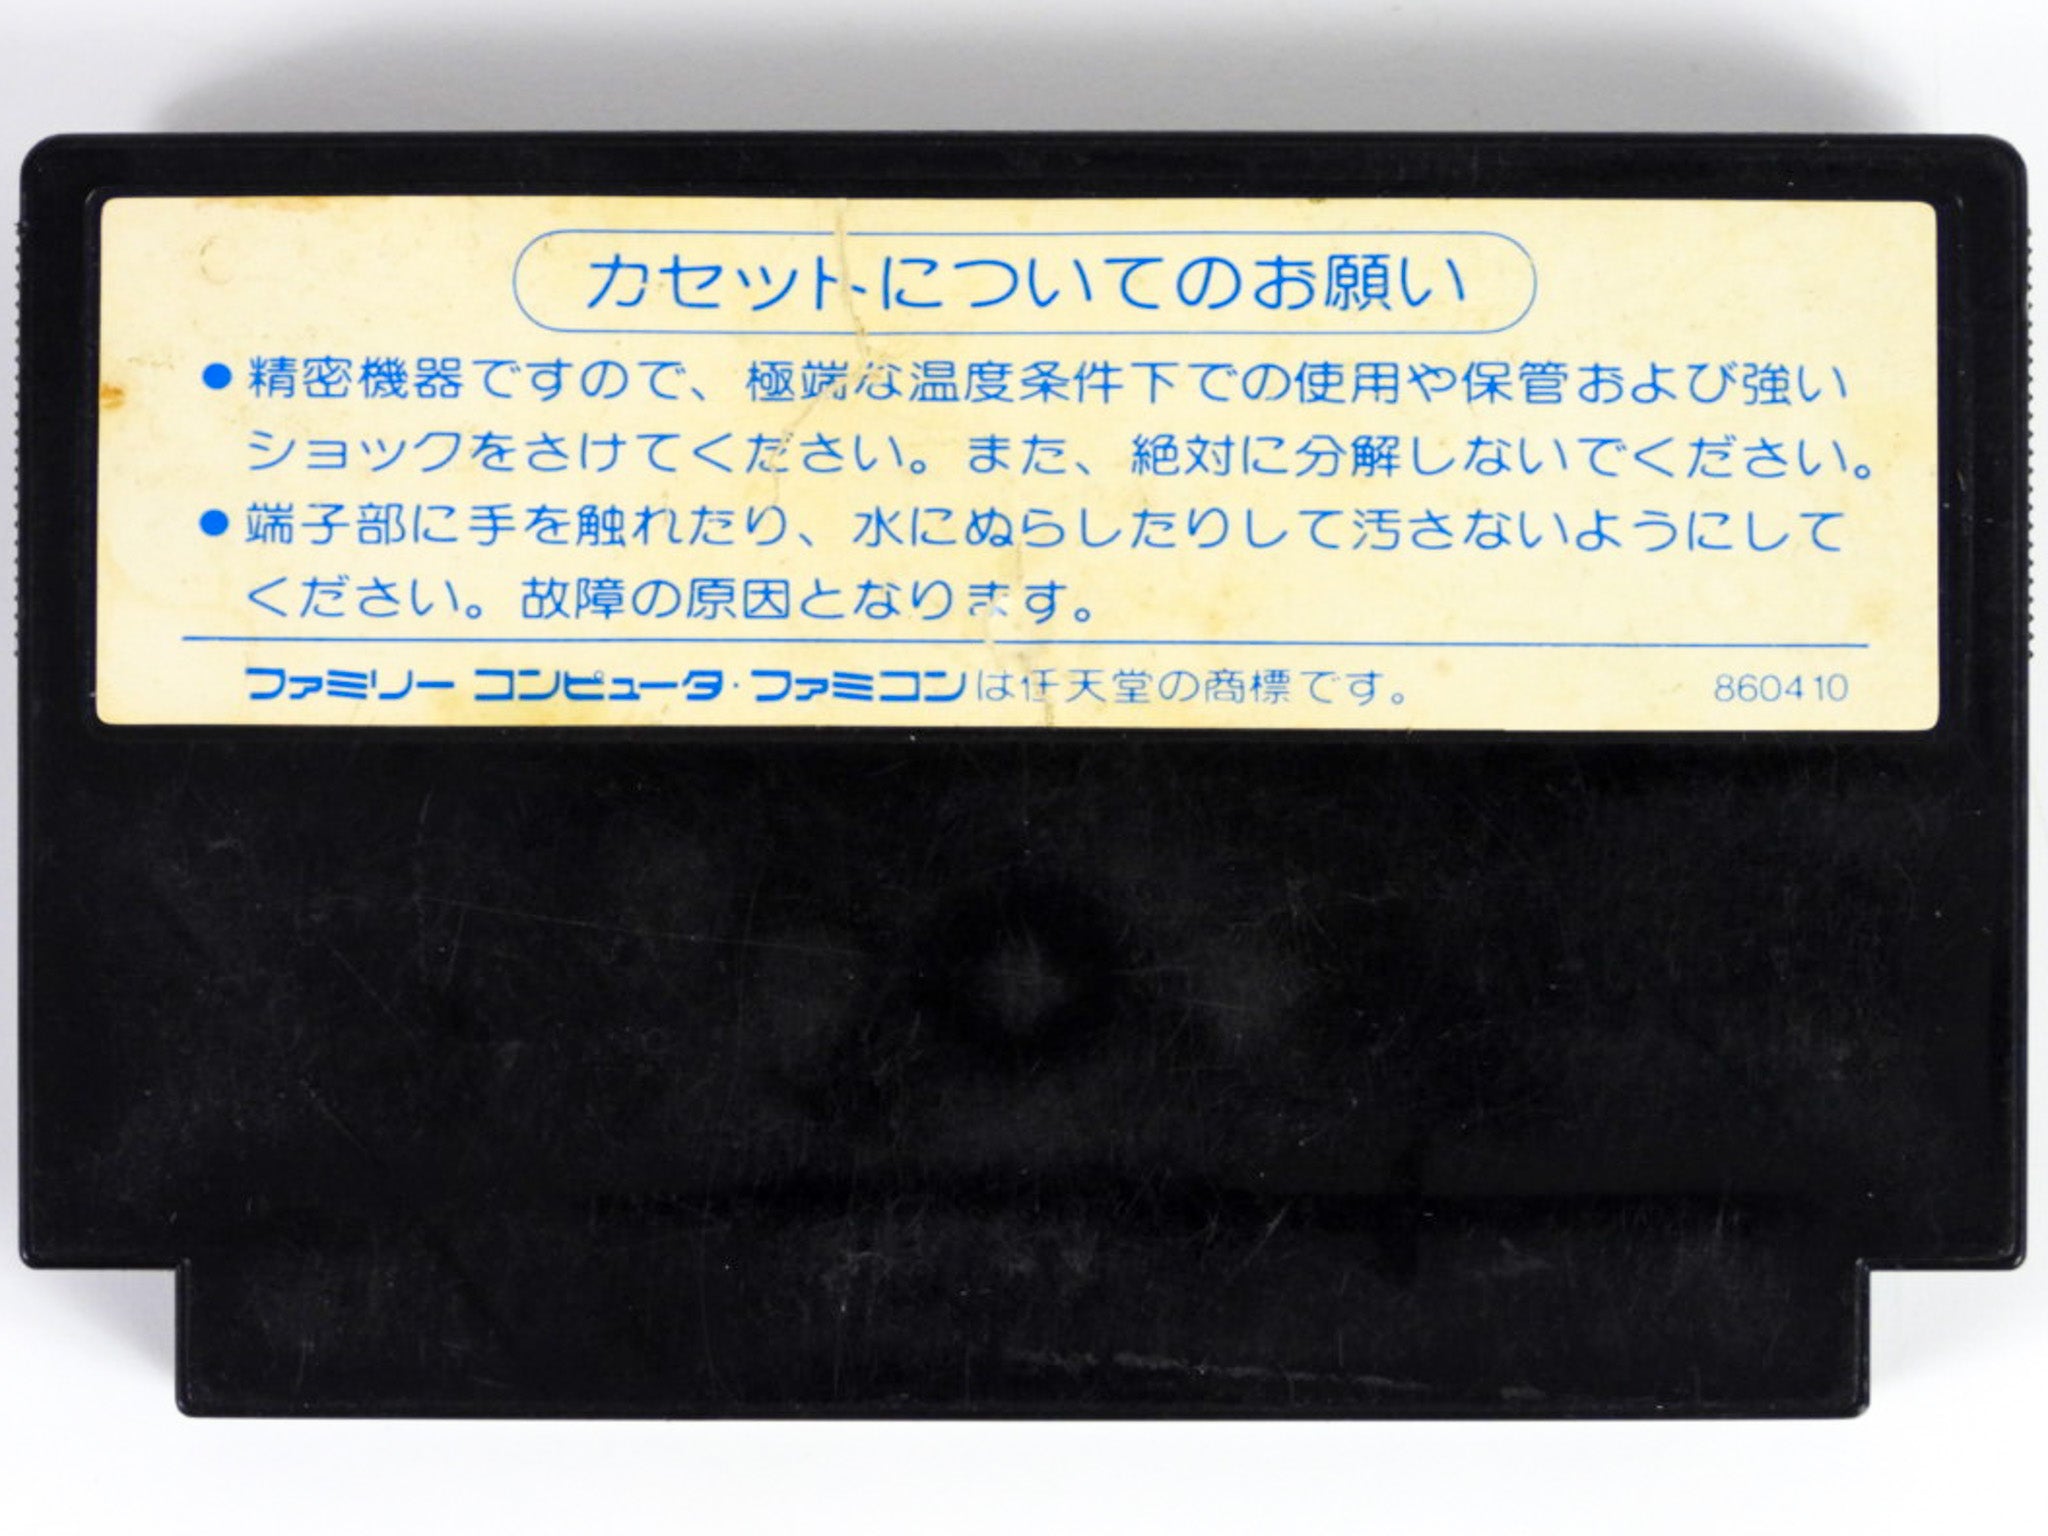 カセットについてのお願い
●精密機器ですので、極端な温度条件下での使用や保管および強い
ショックをさけてください。また、絶対に分解しないでください。
●端子部に手を触れたり、水にぬらしたりして汚さないようにして
ください。故障の原因となります。
ファミリー コンピュータ・ファミコンは任天堂の商標です。 860410